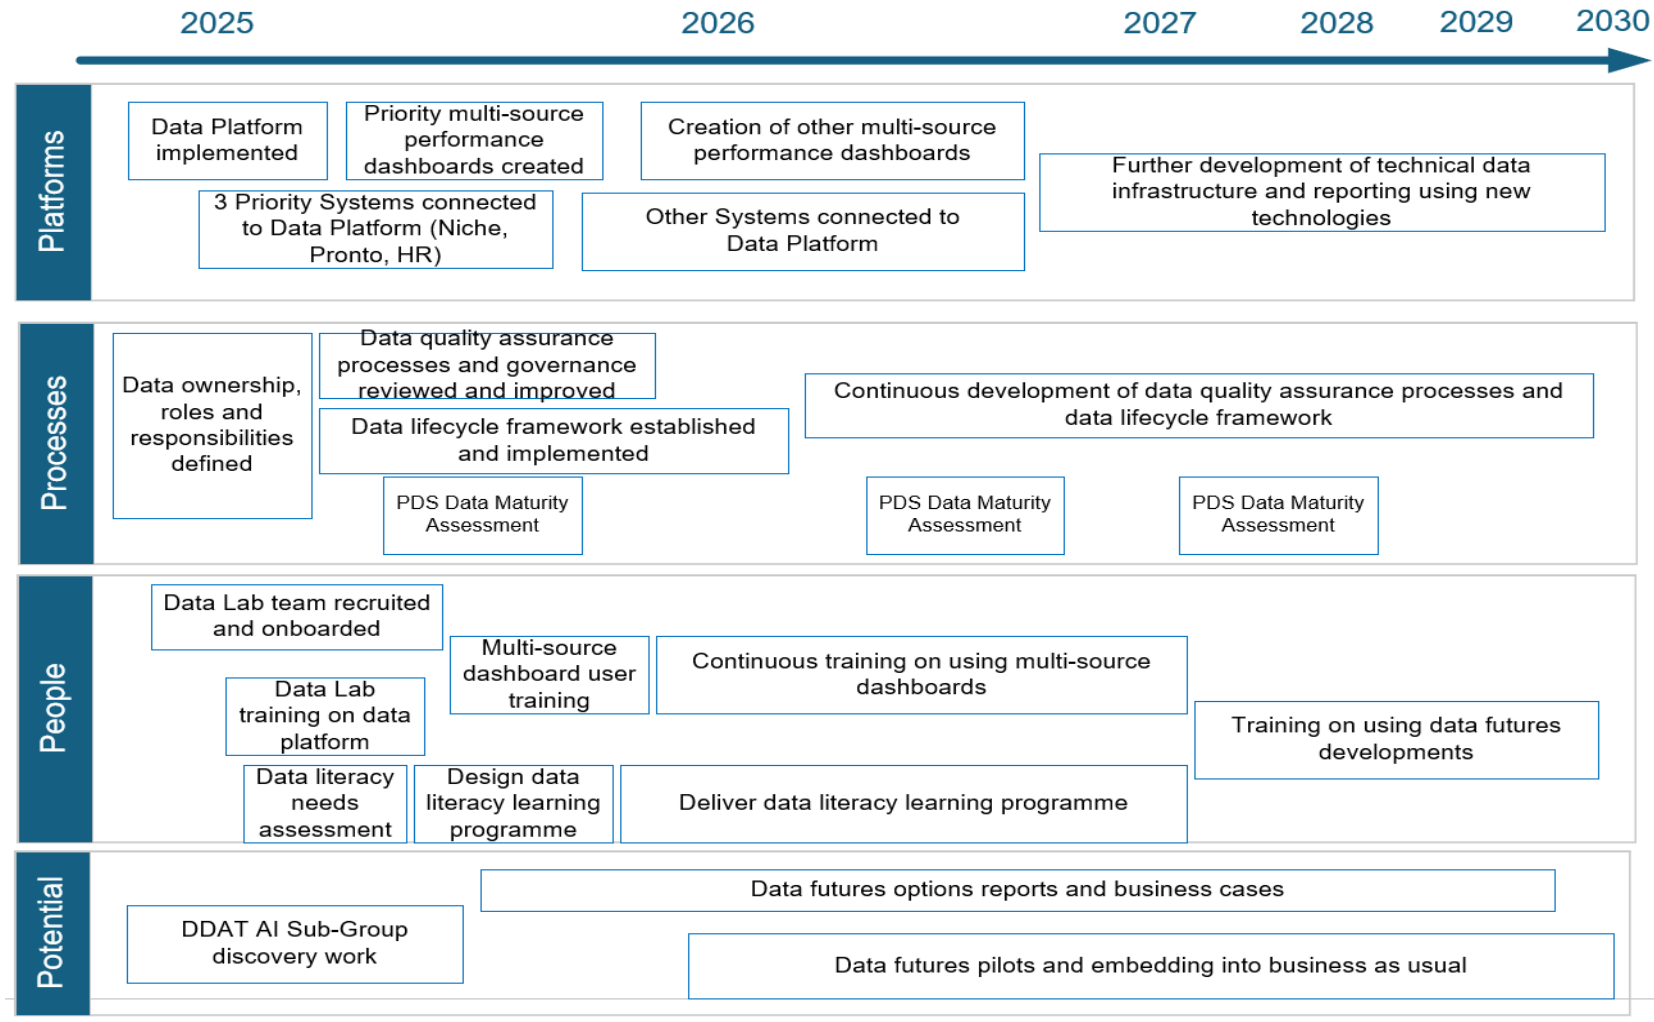 2025
2026
2027
2028
2029
2030
Platforms
Data Platform
implemented
Priority multi-source
performance
dashboards created
Creation of other multi-source
performance dashboards
Further development of technical data
infrastructure and reporting using new
technologies
3 Priority Systems connected
to Data Platform (Niche,
Pronto, HR)
Other Systems connected to
Data Platform
Processes
Data ownership,
roles and
responsibilities
defined
Data quality assurance
processes and governance
reviewed and improved
Data lifecycle framework established
and implemented
Continuous development of data quality assurance processes and
data lifecycle framework
PDS Data Maturity
Assessment
PDS Data Maturity
Assessment
PDS Data Maturity
Assessment
People
Data Lab team recruited
and onboarded
Multi-source
dashboard user
training
Continuous training on using multi-source
dashboards
Data Lab
training on data
platform
Training on using data futures
developments
Data literacy
needs
assessment
Design data
literacy learning
programme
Deliver data literacy learning programme
Potential
Data futures options reports and business cases
DDAT AI Sub-Group
discovery work
Data futures pilots and embedding into business as usual